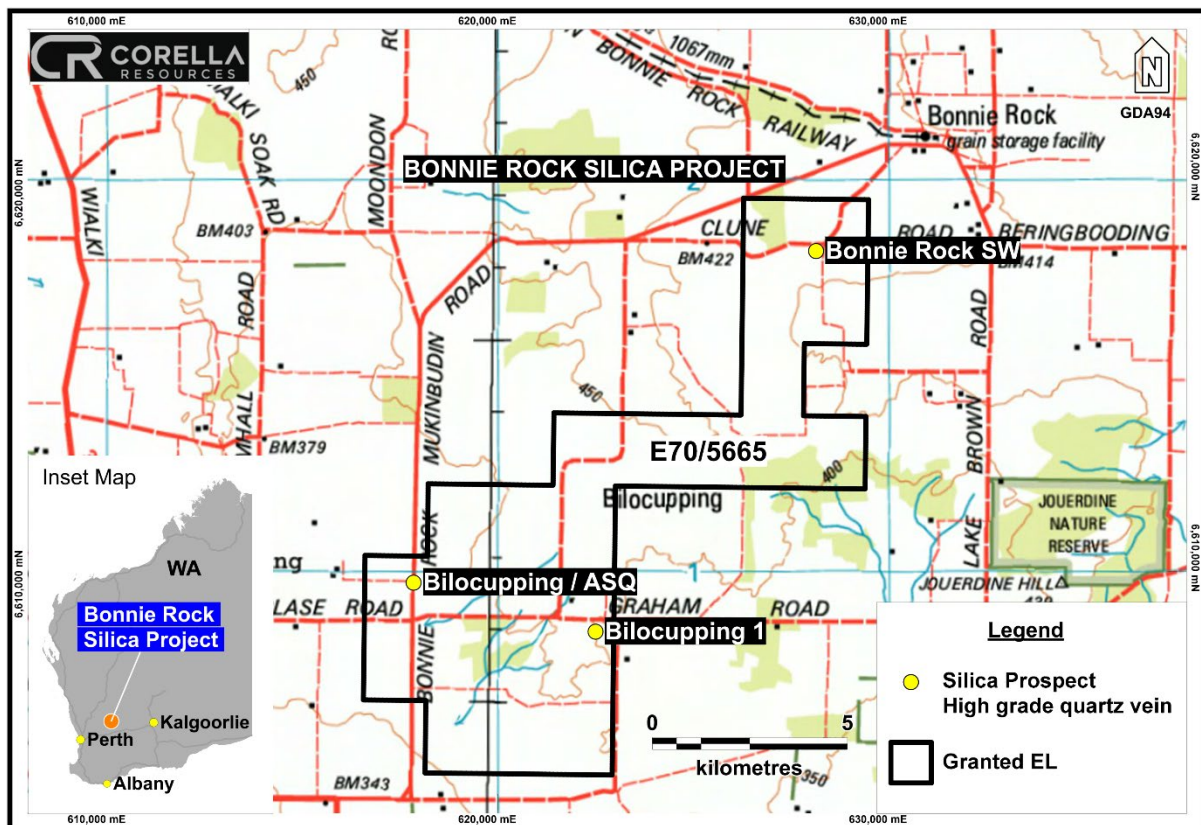 610,000 mE
620,000 mE
630,000 mE
CR CORELLA
RESOURCES
450
1067mm
BONNIE ROCK
RAILWAY
N
GDA94
Bonnie Rock
grain storage facility
SOAK RD
MOONDON
WIALKI
BONNIE ROCK SILICA PROJECT
6,620,000 mN
6,620,000 mN
2
BM403
CLUNE
ROAD
BERINGBOODING
BM422
Bonnie Rock SW
BM414
ROAD
ROAD
ROAD
MUKINBUDIN
450
BROWN
BM379
E70/5665
400
Bilocupping
Inset Map
JOUERDINE
NATURE
RESERVE
LAKE
ROCK
WA
ng
1
6,610,000 mN
6,610,000 mN
Bilocupping / ASQ
JOUERDINE HILL
Bonnie Rock
Silica Project
LASE ROAD
GRAHAM
ROAD
Bilocupping 1
BONNIE
Legend
Silica Prospect
High grade quartz vein
Kalgoorlie
Perth
0
5
kilometres
350
Granted EL
Albany
BM343
610,000 mE
620,000 mE
630,000 mE